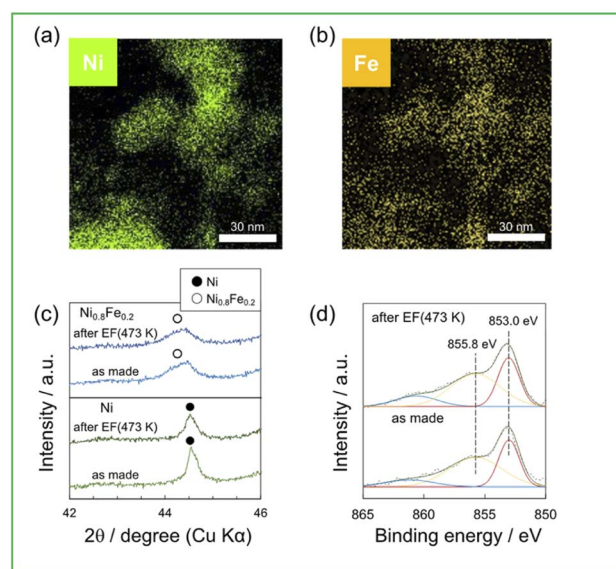 (a)
Ni
30 nm
(b)
Fe
30 nm
(c)
● Ni
○ Ni0.8Fe0.2
Ni0.8Fe0.2
after EF(473 K)
as made
Ni
after EF(473 K)
as made
Intensity / a.u.
42 43 44 45 46
2θ / degree (Cu Kα)
(d)
after EF(473 K)
853.0 eV
855.8 eV
as made
Intensity / a.u.
865 860 855 850
Binding energy / eV